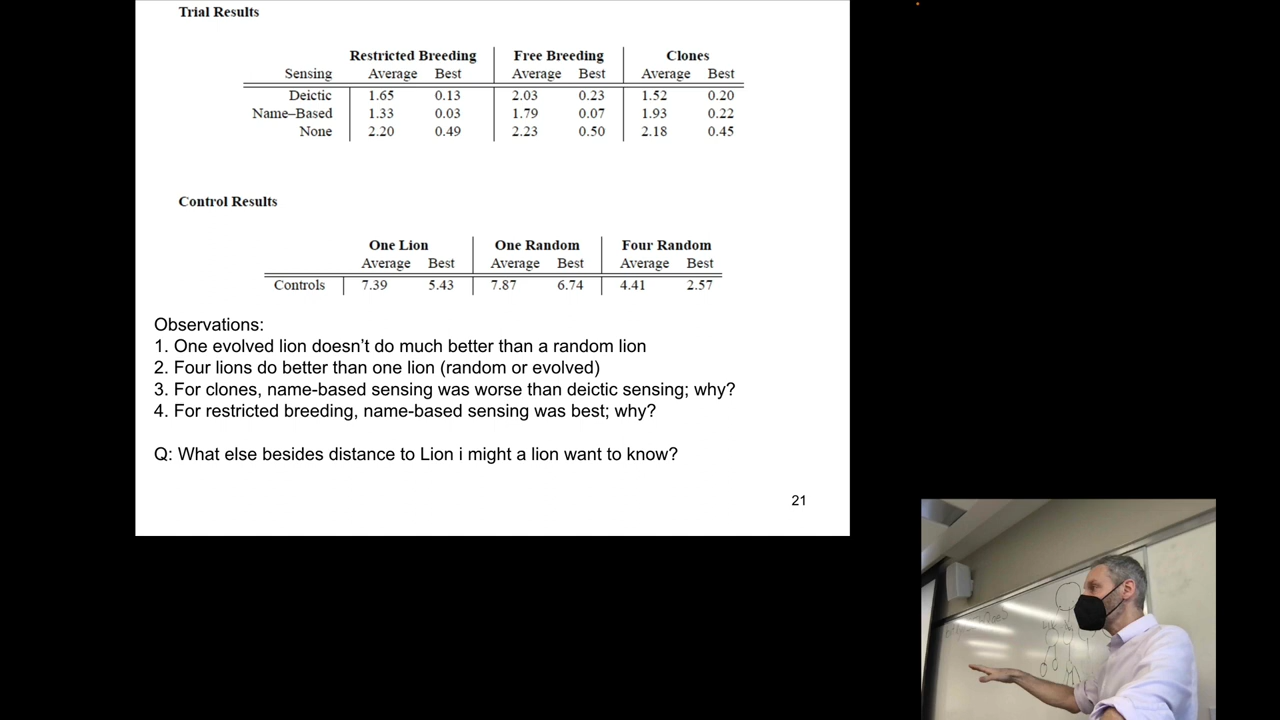 Trial Results
Restricted Breeding Free Breeding Clones
Sensing Average Best Average Best Average Best
Deictic 1.65 0.13 2.03 0.23 1.52 0.20
Name–Based 1.33 0.03 1.79 0.07 1.93 0.22
None 2.20 0.49 2.23 0.50 2.18 0.45
Control Results
One Lion One Random Four Random
Average Best Average Best Average Best
Controls 7.39 5.43 7.87 6.74 4.41 2.57
Observations:
1. One evolved lion doesn't do much better than a random lion
2. Four lions do better than one lion (random or evolved)
3. For clones, name-based sensing was worse than deictic sensing; why?
4. For restricted breeding, name-based sensing was best; why?
Q: What else besides distance to Lion i might a lion want to know?
21